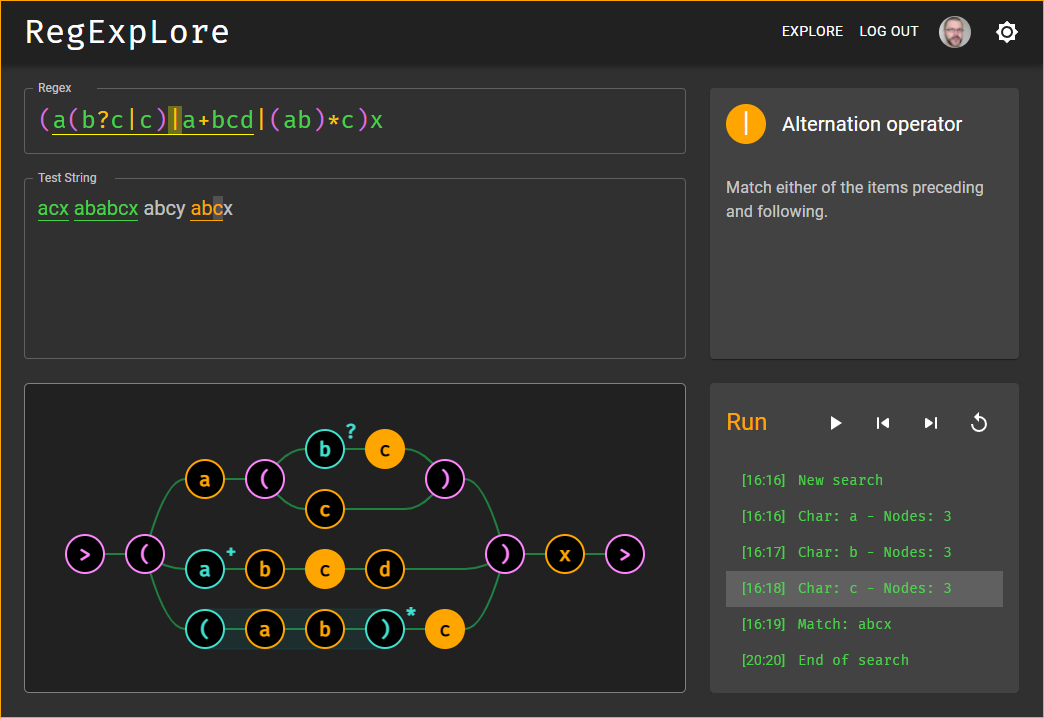 RegExpLore
EXPLORE LOG OUT
Regex
(a(b?c|c)|a+bcd|(ab)*c)x
Test String
acx ababcx abcy abcx
| Alternation operator
Match either of the items preceding
and following.
b ? c
a ( )
c
> ( ) x >
a + b c d
( a b ) * c
Run
[16:16] New search
[16:16] Char: a - Nodes: 3
[16:17] Char: b - Nodes: 3
[16:18] Char: c - Nodes: 3
[16:19] Match: abcx
[20:20] End of search